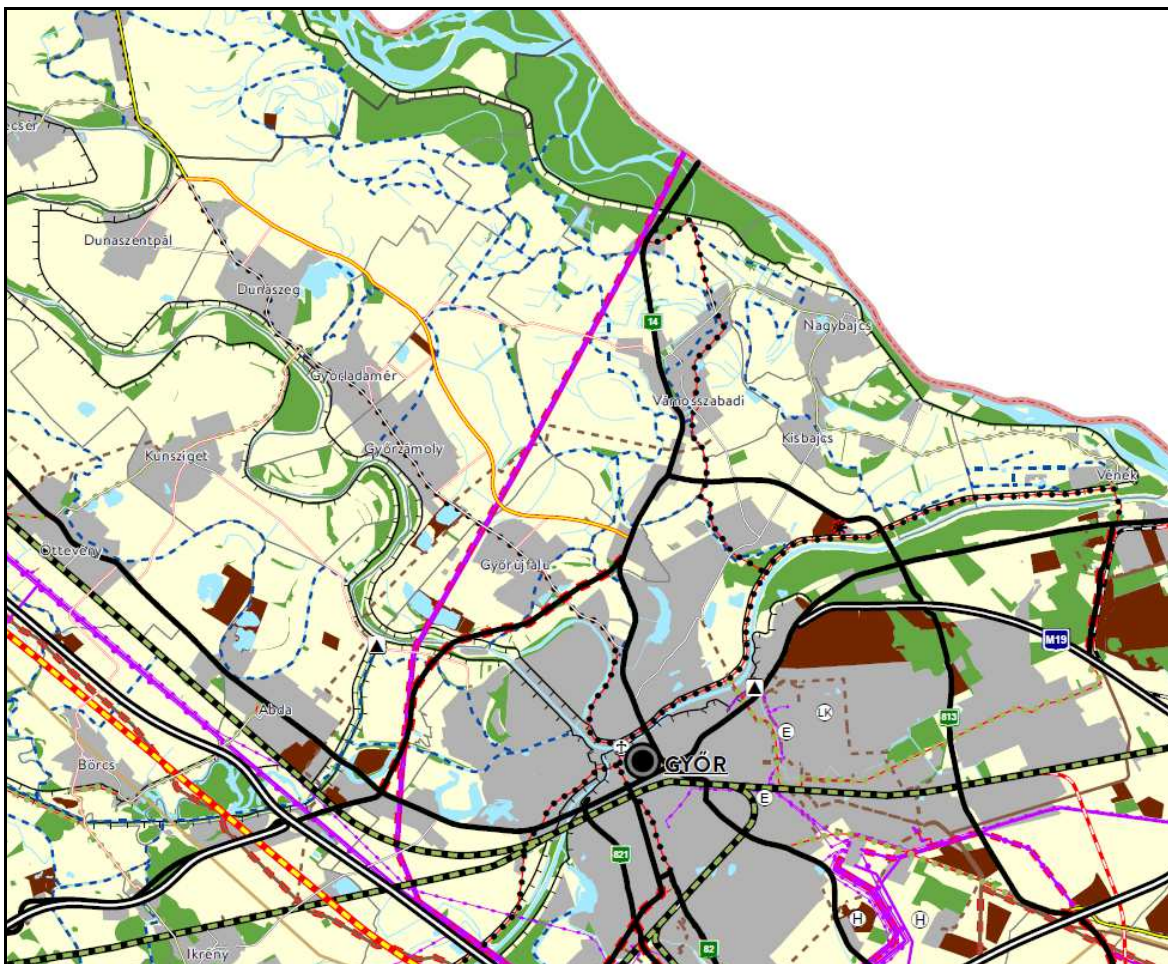 ecser
Dunaszentpál
Dunaszeg
14
Nagybajcs
Győrladamér
Vámosszabadi
Kisbajcs
Győrzámoly
Kunsziget
Vének
Öttevény
Győrújfalu
M19
Abda
LK
813
E
Börcs
GYŐR
E
821
H
H
82
Ikrény